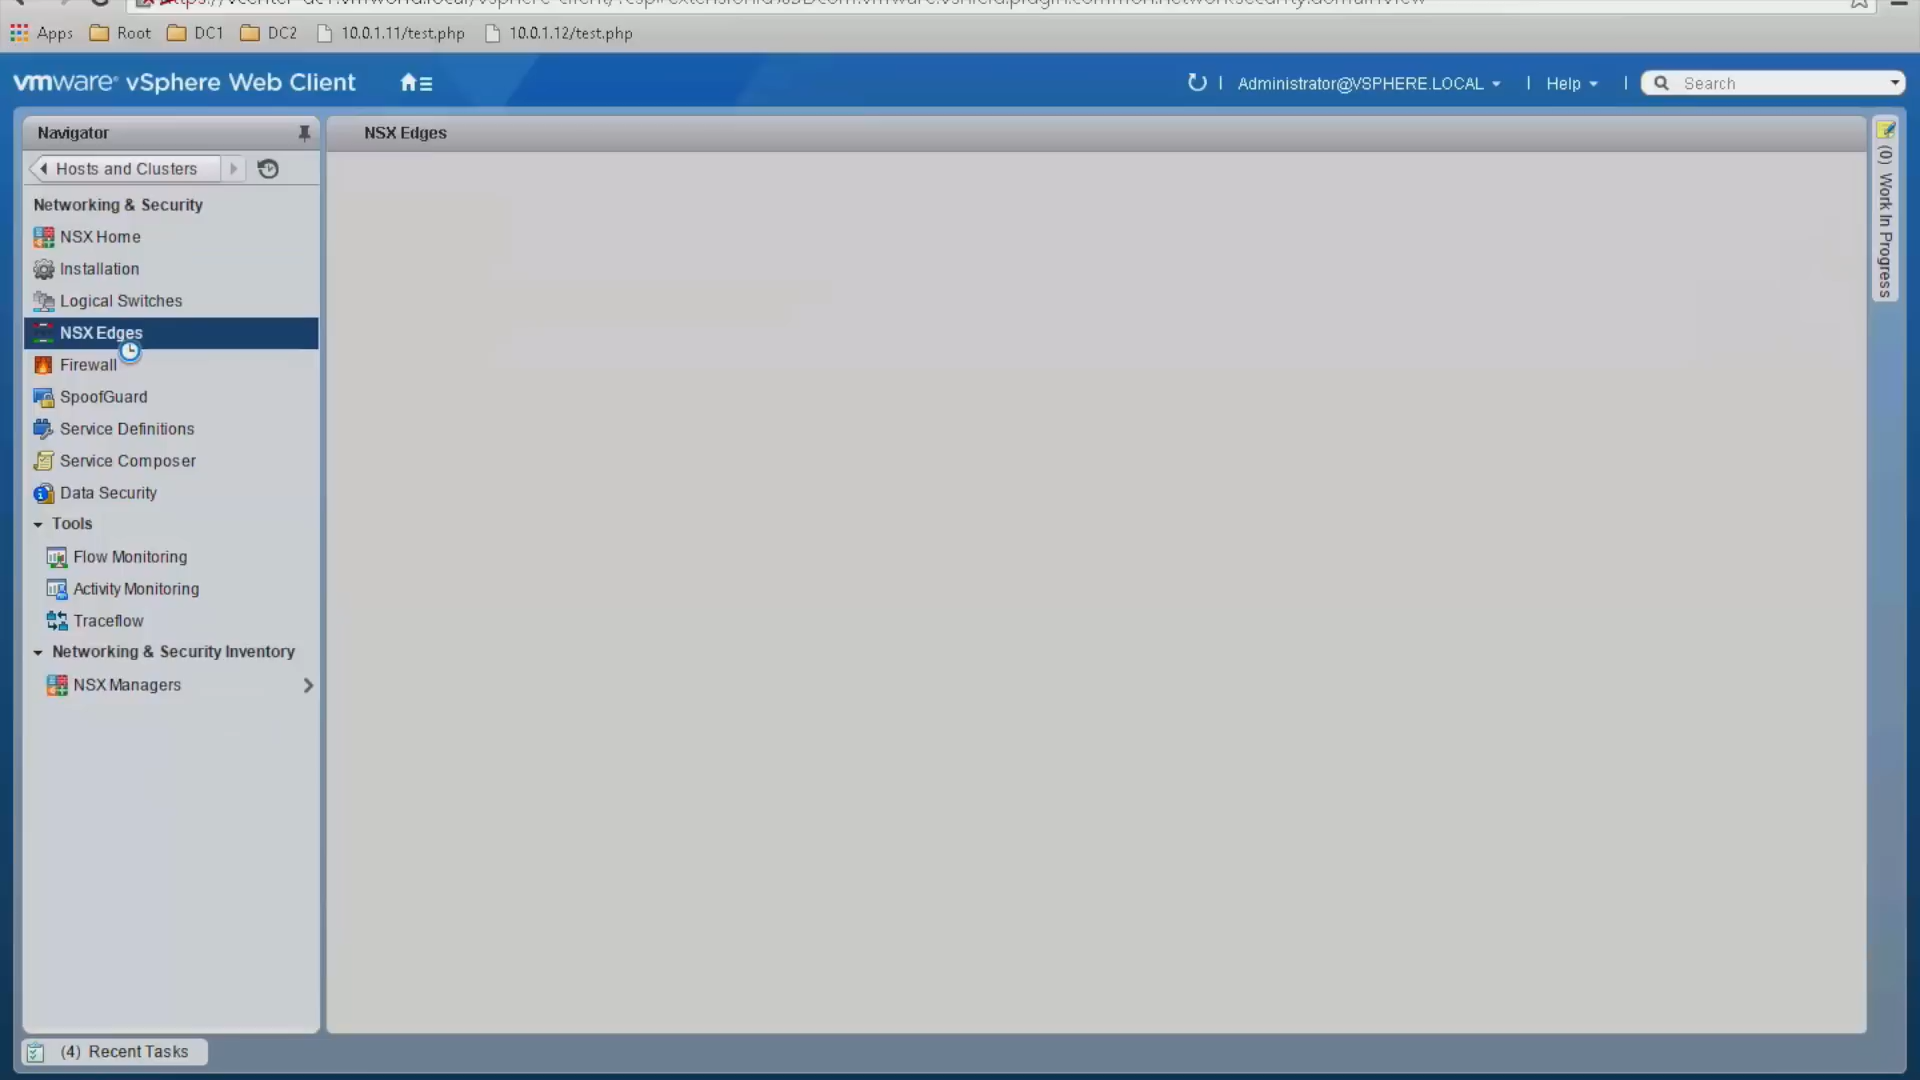 Apps Root DC1 DC2 10.0.1.11/test.php 10.0.1.12/test.php
vmware® vSphere Web Client
Administrator@VSPHERE.LOCAL | Help | Search
Navigator
NSX Edges
Hosts and Clusters
Networking & Security
NSX Home
Installation
Logical Switches
NSX Edges
Firewall
SpoofGuard
Service Definitions
Service Composer
Data Security
Tools
Flow Monitoring
Activity Monitoring
Traceflow
Networking & Security Inventory
NSX Managers
(0) Work In Progress
(4) Recent Tasks